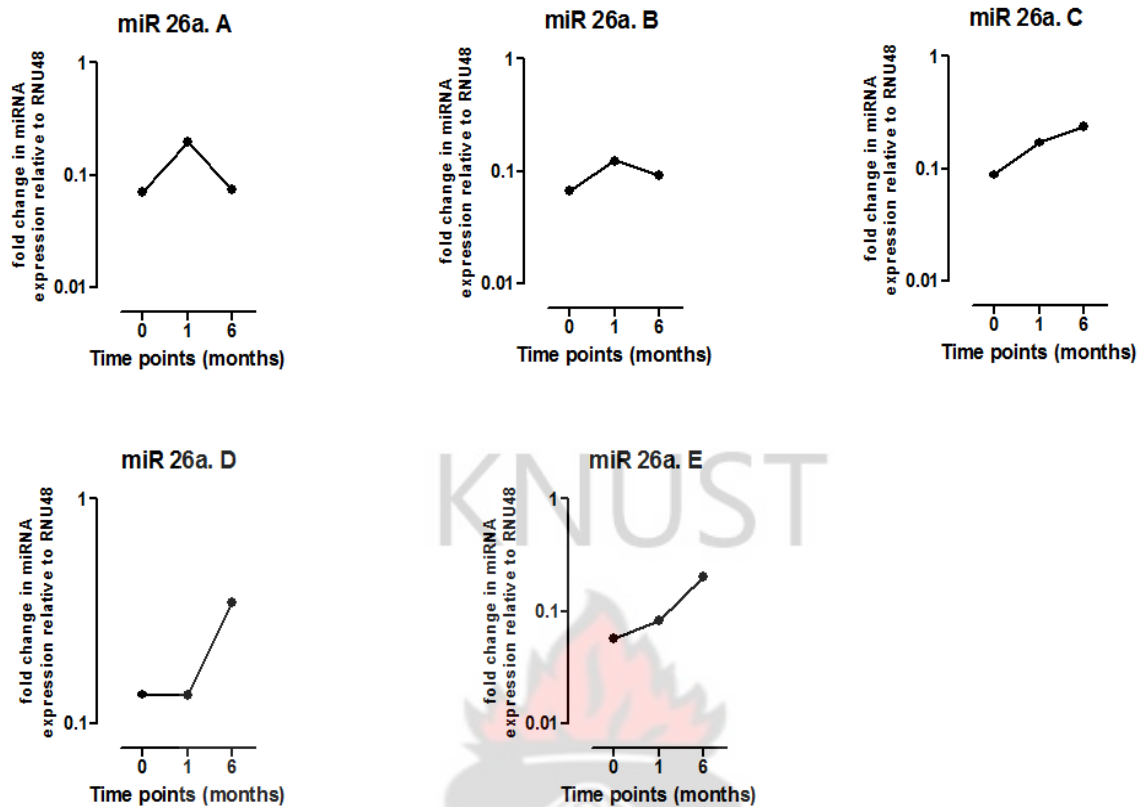 miR 26a. A
fold change in miRNA
expression relative to RNU48
1
0.1
0.01
0 1 6
Time points (months)
miR 26a. B
fold change in miRNA
expression relative to RNU48
1
0.1
0.01
0 1 6
Time points (months)
miR 26a. C
fold change in miRNA
expression relative to RNU48
1
0.1
0.01
0 1 6
Time points (months)
miR 26a. D
fold change in miRNA
expression relative to RNU48
1
0.1
0 1 6
Time points (months)
miR 26a. E
fold change in miRNA
expression relative to RNU48
1
0.1
0.01
0 1 6
Time points (months)
KNUST